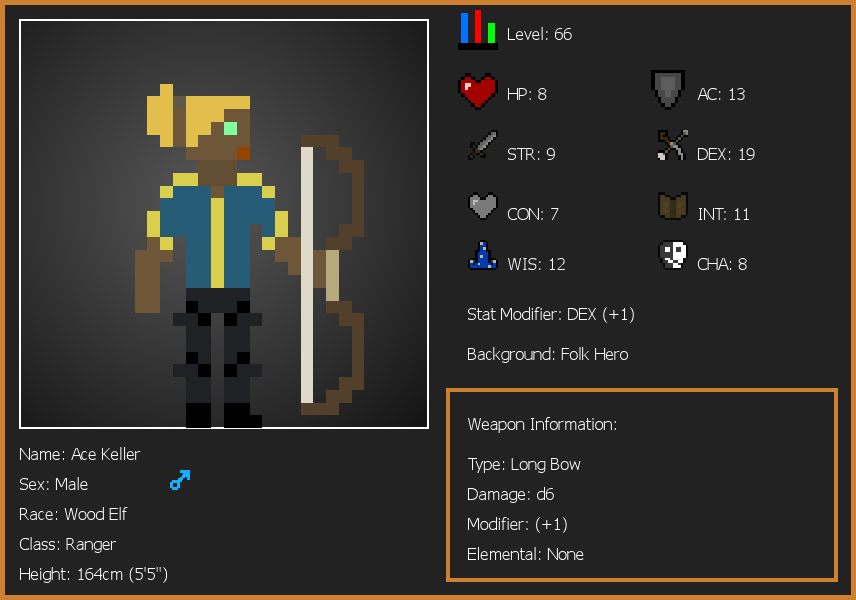 Level: 66
HP: 8
AC: 13
STR: 9
DEX: 19
CON: 7
INT: 11
WIS: 12
CHA: 8
Stat Modifier: DEX (+1)
Background: Folk Hero
Weapon Information:
Type: Long Bow
Damage: d6
Modifier: (+1)
Elemental: None
Name: Ace Keller
Sex: Male
Race: Wood Elf
Class: Ranger
Height: 164cm (5'5")